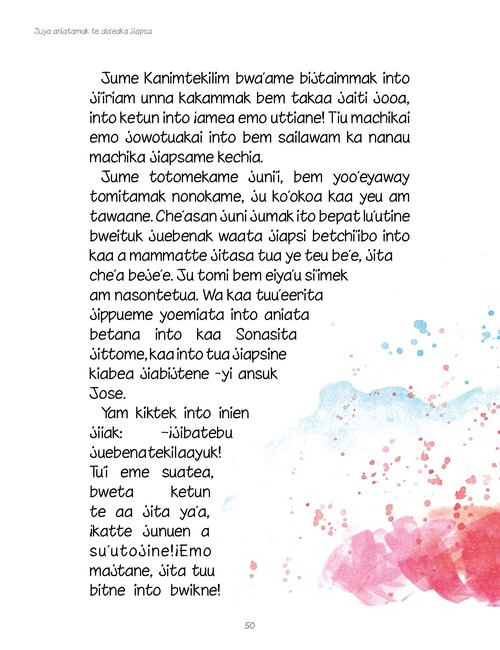 Juya aniatamak te ala'eaka Jiapsa
Jume Kanimtekilim bwa'ame bijtaimmak into
jiiriam unna kakammak bem takaa jaiti jooa,
into ketun into iamea emo uttiane! Tiu machikai
emo jowotuakai into bem sailawam ka nanau
machika jiapsame kechia.
Jume totomekame junii, bem yoo'eyaway
tomitamak nonokame, ju ko'okoa kaa yeu am
tawaane. Che'asan juni jumak ito bepat lu'utine
bweituk juebenak waata jiapsi betchi'ibo into
kaa a mammatte jitasa tua ye teu be'e, jita
che'a beje'e. Ju tomi bem eiya'u si'imek
am nasontetua. Wa kaa tuu'eerita
jippueme yoemiata into aniata
betana into kaa Sonasita
jittome, kaa into tua jiapsine
kiabea jiabijtene -yi ansuk
Jose.
Yam kiktek into inien
jiiak: -¡jibatebu
juebenatekilaayuk!
Tu'i eme suatea,
bweta ketun
te aa jita ya'a,
ikatte junuen a
su'utojine!¡Emo
majtane, jita tuu
bitne into bwikne!
50